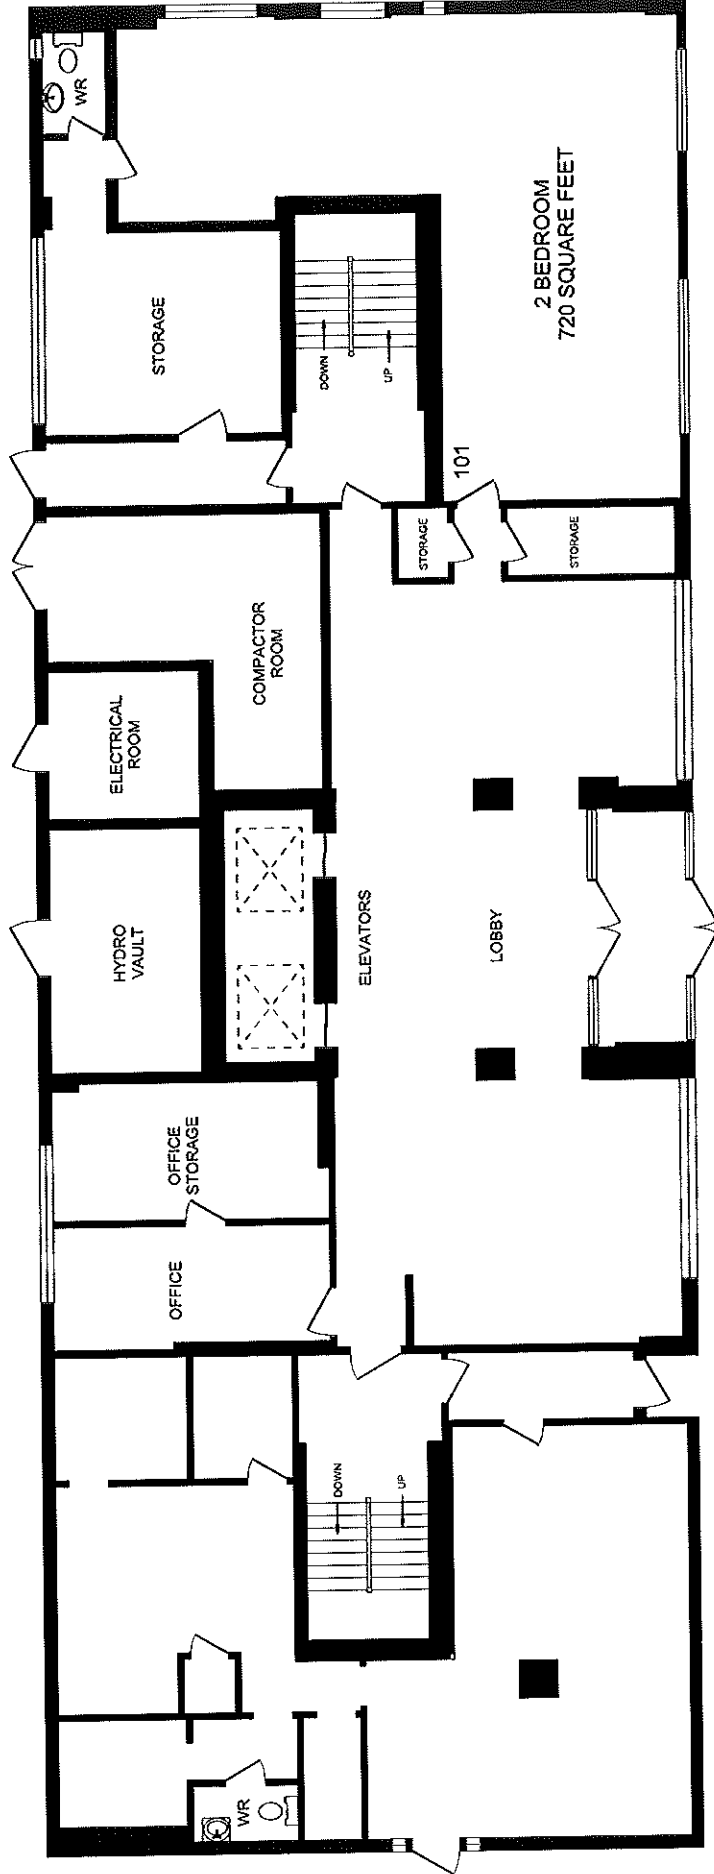 WR
STORAGE
DOWN
UP
2 BEDROOM
720 SQUARE FEET
101
STORAGE
STORAGE
COMPACTOR
ROOM
ELECTRICAL
ROOM
HYDRO
VAULT
ELEVATORS
LOBBY
OFFICE
STORAGE
OFFICE
DOWN
UP
WR